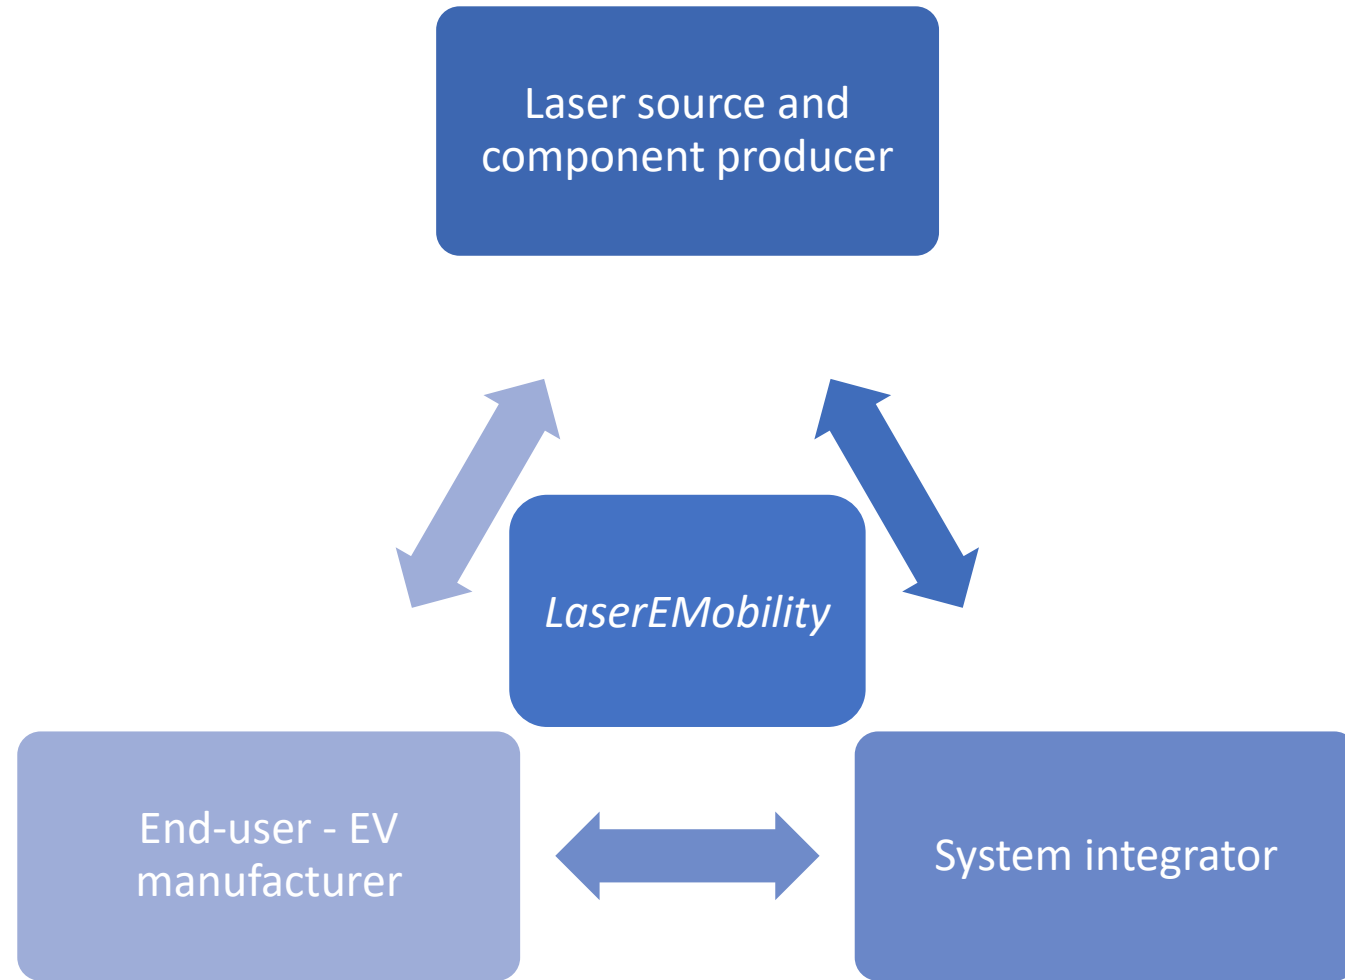 Laser source and
component producer
LaserEMobility
End-user - EV
manufacturer
System integrator